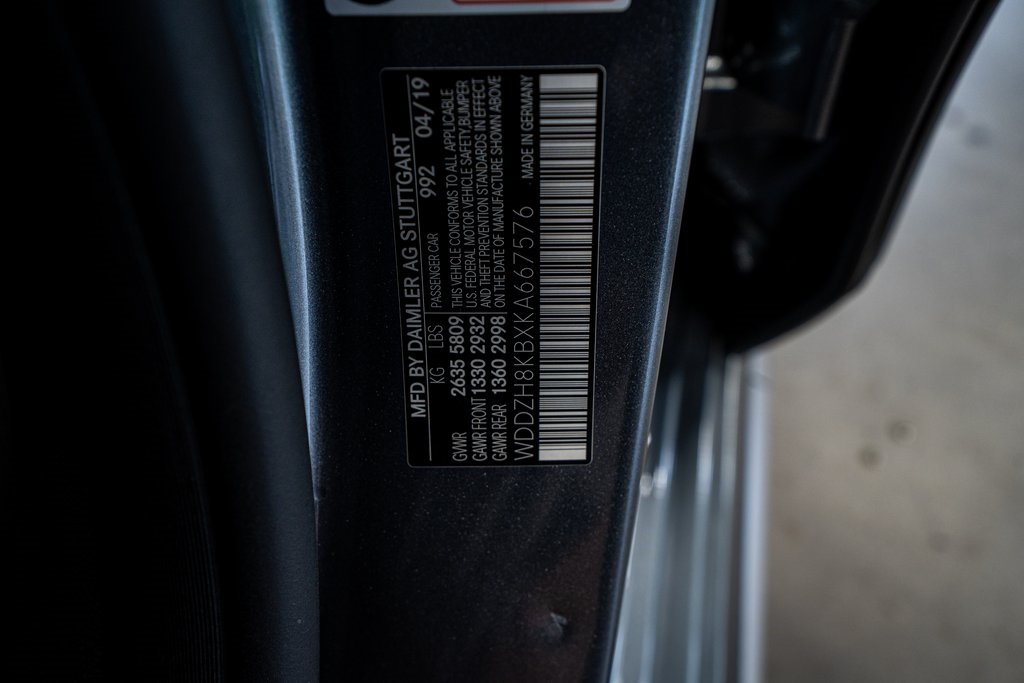 MFD BY DAIMLER AG STUTTGART
KG LBS PASSENGER CAR 992 04/19
GVWR 2635 5809
GAWR FRONT 1330 2932
GAWR REAR 1360 2998
THIS VEHICLE CONFORMS TO ALL APPLICABLE
U.S. FEDERAL MOTOR VEHICLE SAFETY,BUMPER
AND THEFT PREVENTION STANDARDS IN EFFECT
ON THE DATE OF MANUFACTURE SHOWN ABOVE
WDDZH8KBXKA667576 MADE IN GERMANY